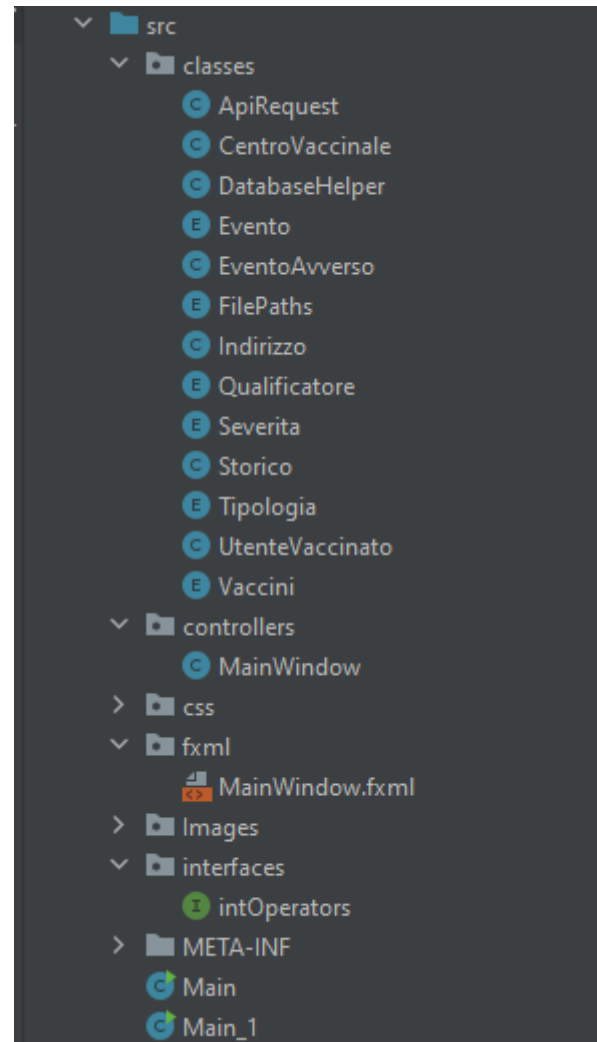 src
classes
C ApiRequest
C CentroVaccinale
C DatabaseHelper
E Evento
C EventoAvverso
E FilePaths
C Indirizzo
E Qualificatore
E Severita
C Storico
E Tipologia
C UtenteVaccinato
E Vaccini
controllers
C MainWindow
css
fxml
<> MainWindow.fxml
Images
interfaces
I intOperators
META-INF
C Main
C Main_1